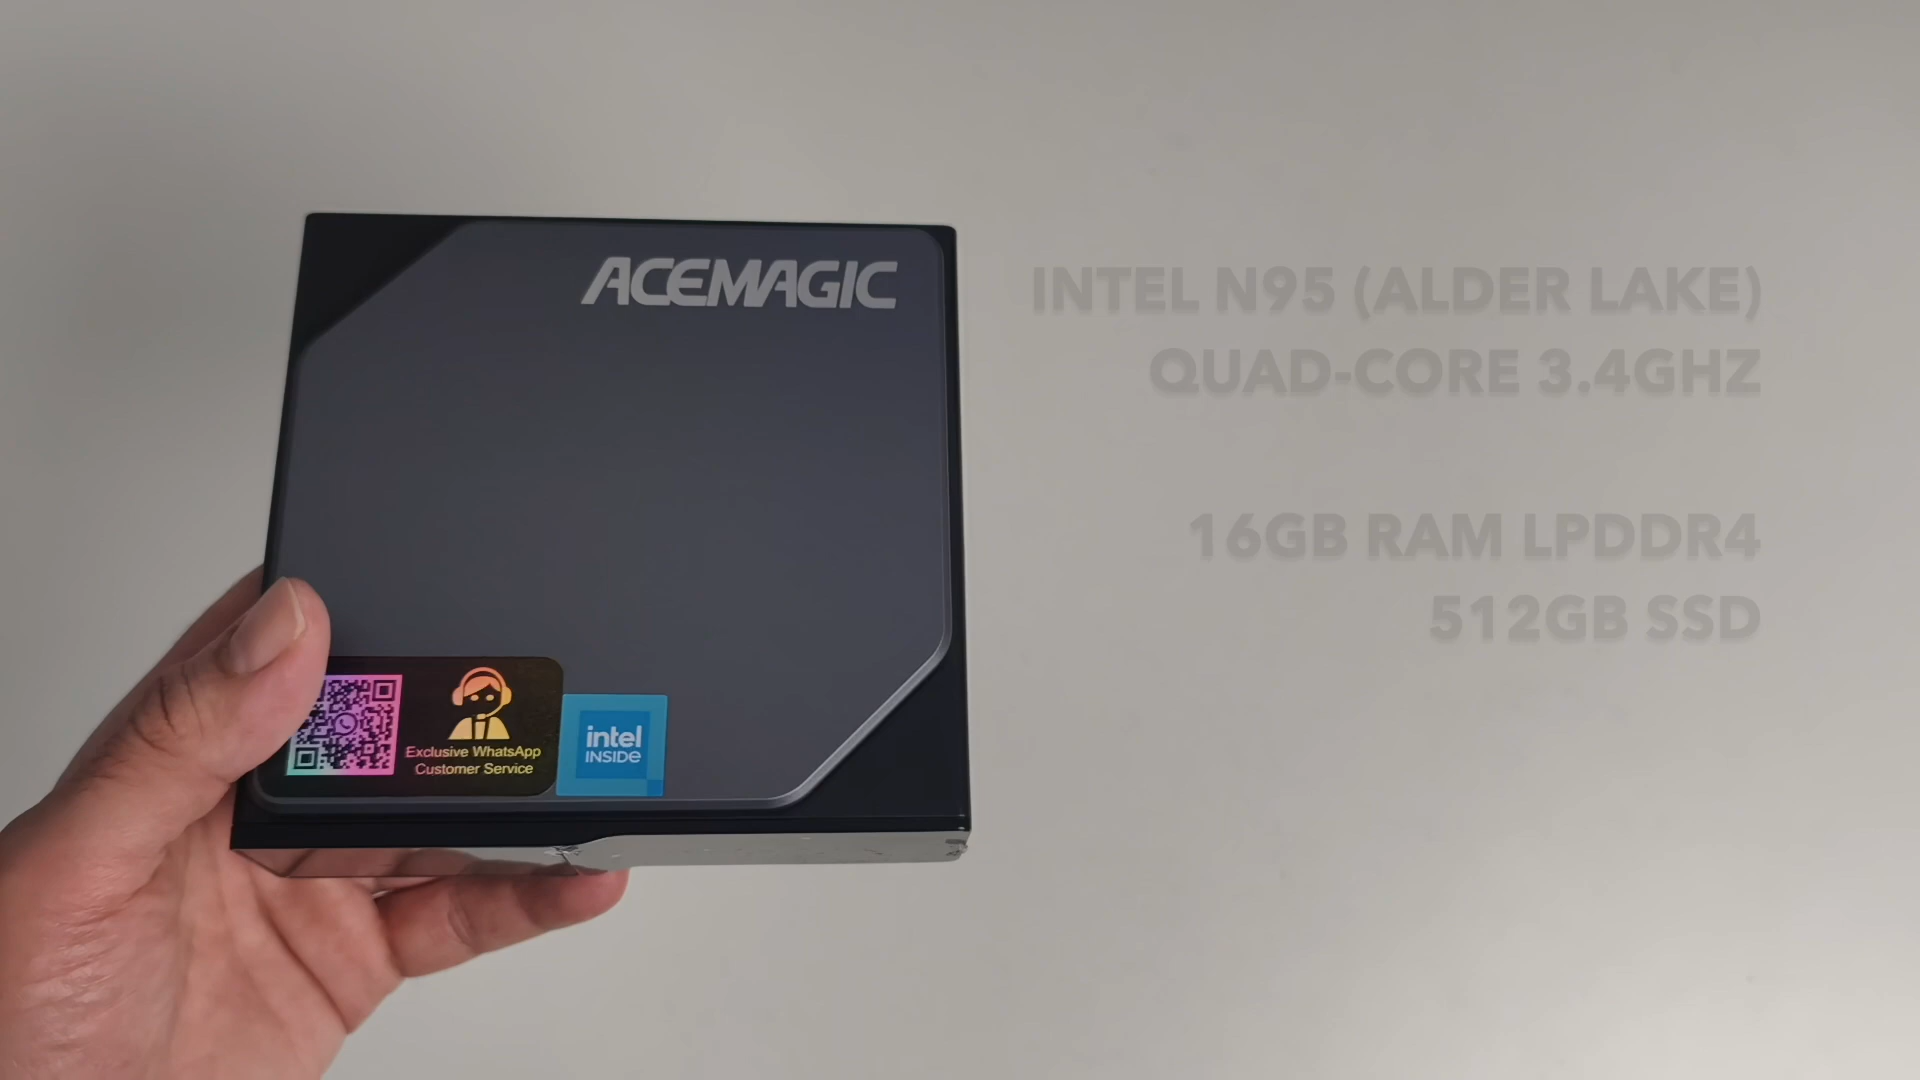 ACEMAGIC
INTEL N95 (ALDER LAKE)
QUAD-CORE 3.4GHZ
16GB RAM LPDDR4
512GB SSD
Exclusive WhatsApp
Customer Service
intel
INSIDE